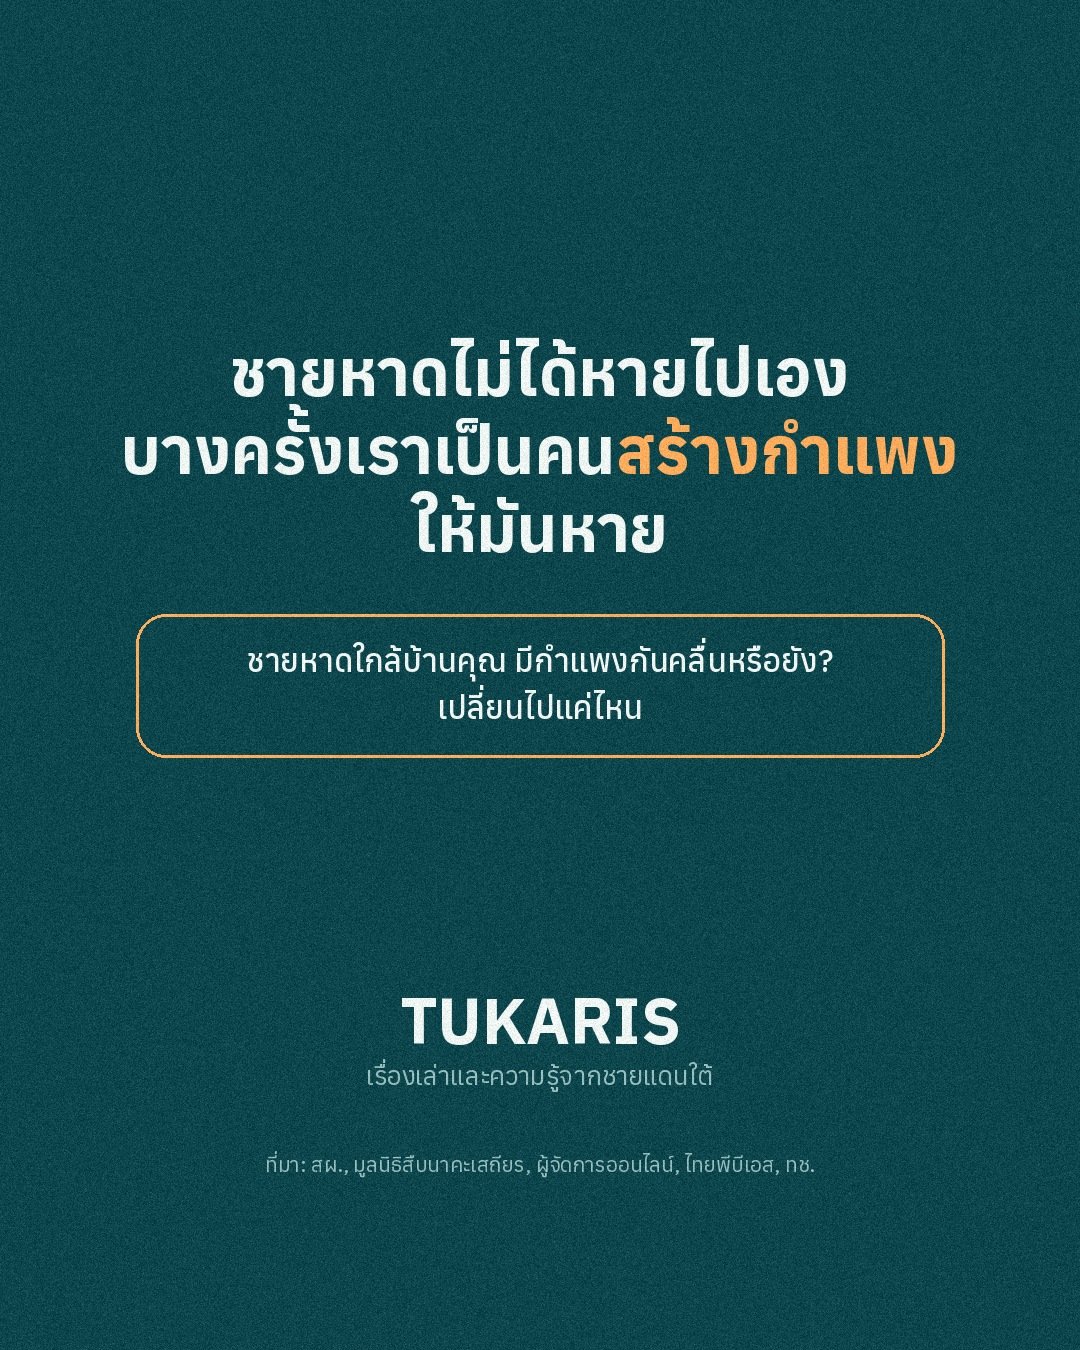 ชายหาดไม่ได้หายไปเอง
บางครั้งเราเป็นคนสร้างกำแพง
ให้มันหาย
ชายหาดใกล้บ้านคุณ มีกำแพงกันคลื่นหรือยัง?
เปลี่ยนไปแค่ไหน
TUKARIS
เรื่องเล่าและความรู้จากชายแดนใต้
ที่มา: สผ., มูลนิธิสืบนาคะเสถียร, ผู้จัดการออนไลน์, ไทยพีบีเอส, ทช.